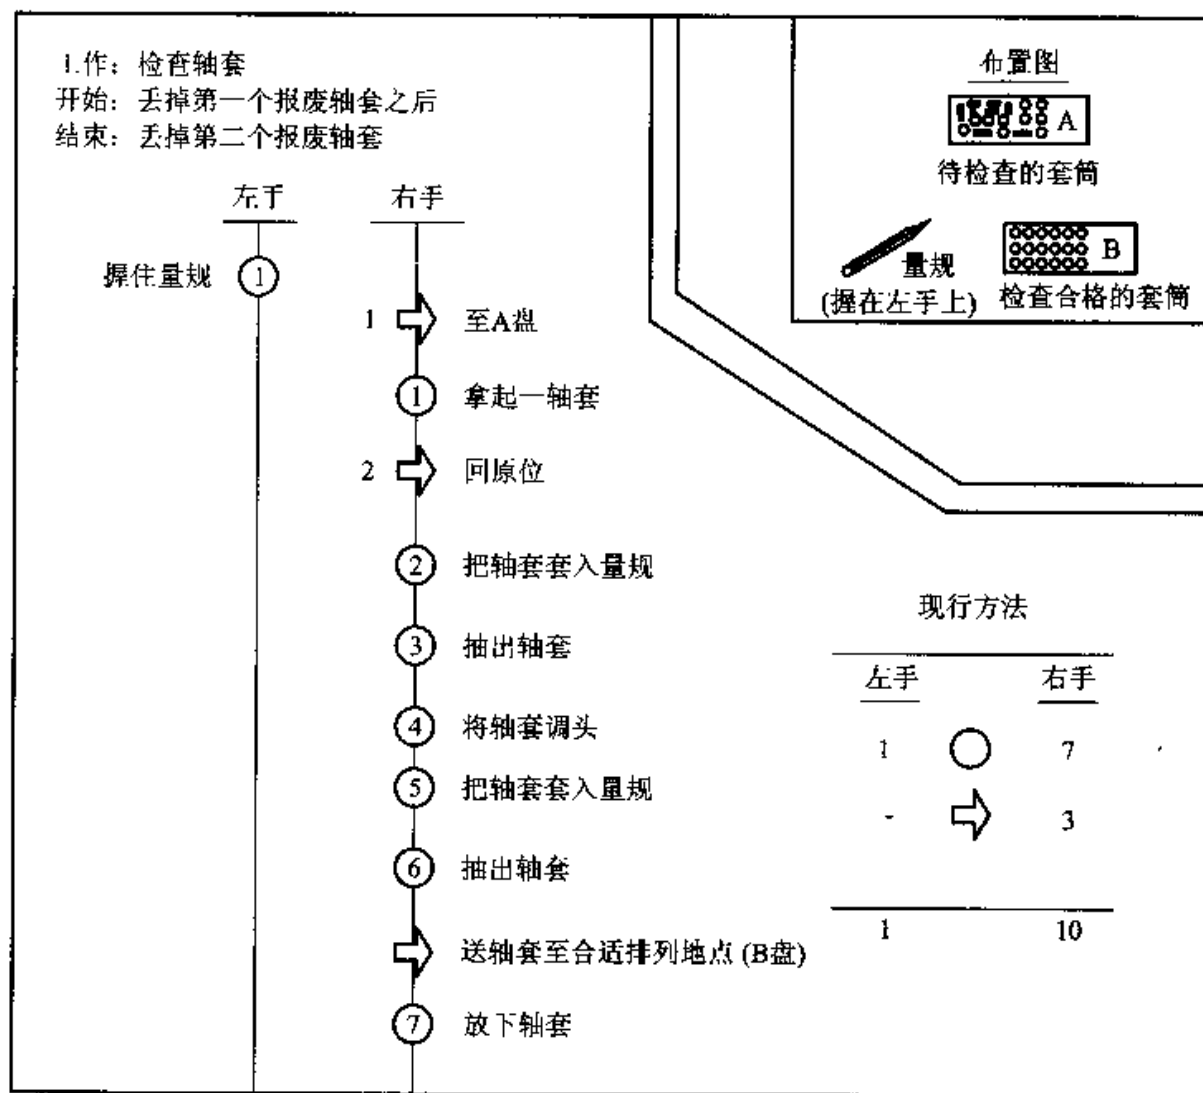 工作：检查轴套
开始：丢掉第一个报废轴套之后
结束：丢掉第二个报废轴套
左手
右手
握住量规 1
1 至A盘
1 拿起一轴套
2 回原位
2 把轴套套入量规
3 抽出轴套
4 将轴套调头
5 把轴套套入量规
6 抽出轴套
送轴套至合适排列地点 (B盘)
7 放下轴套
布置图
A
待检查的套筒
B
量规
(握在左手上)
检查合格的套筒
现行方法
左手 右手
1 7
- 3
1 10